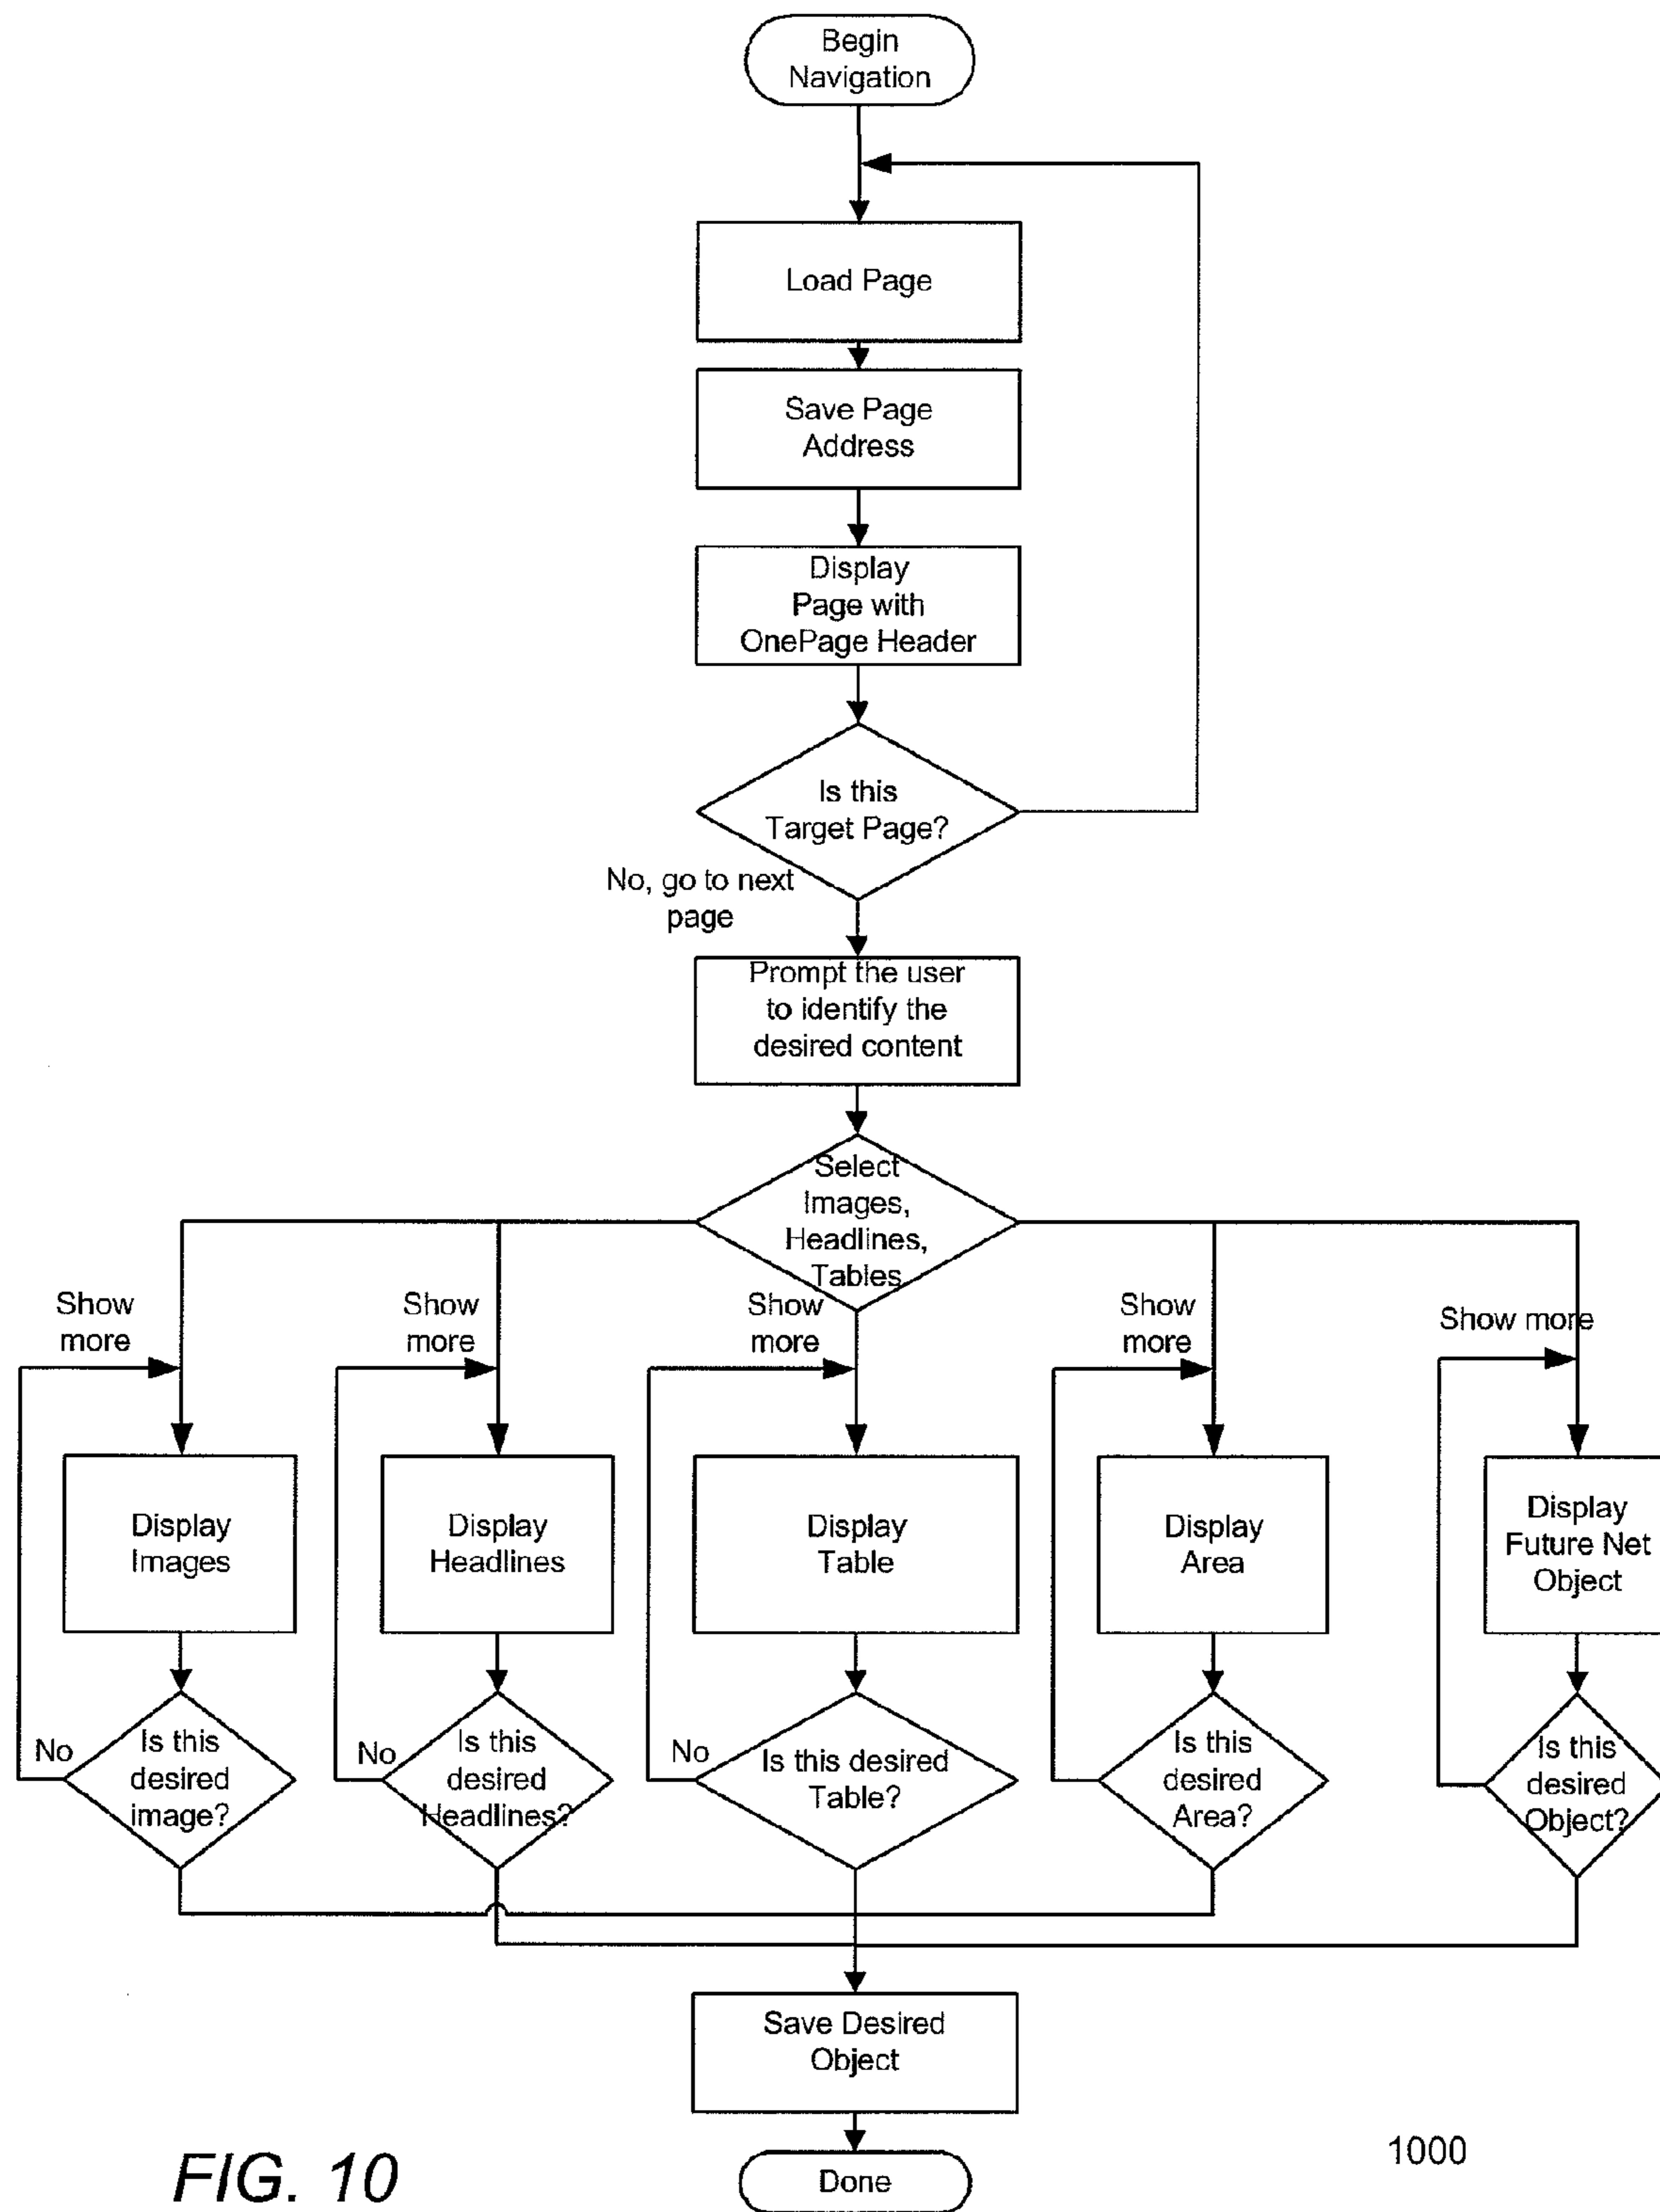 Begin
Navigation
Load Page
Save Page
Address
Display
Page with
OnePage Header
Is this
Target Page?
No, go to next
page
Prompt the user
to identify the
desired content
Select
Images,
Headlines,
Tables
Show
more
Show
more
Show
more
Show
more
Show more
Display
Images
Display
Headlines
Display
Table
Display
Area
Display
Future Net
Object
No
Is this
desired
image?
No
Is this
desired
Headlines?
No
Is this desired
Table?
Is this
desired
Area?
Is this
desired
Object?
Save Desired
Object
Done
FIG. 10
1000